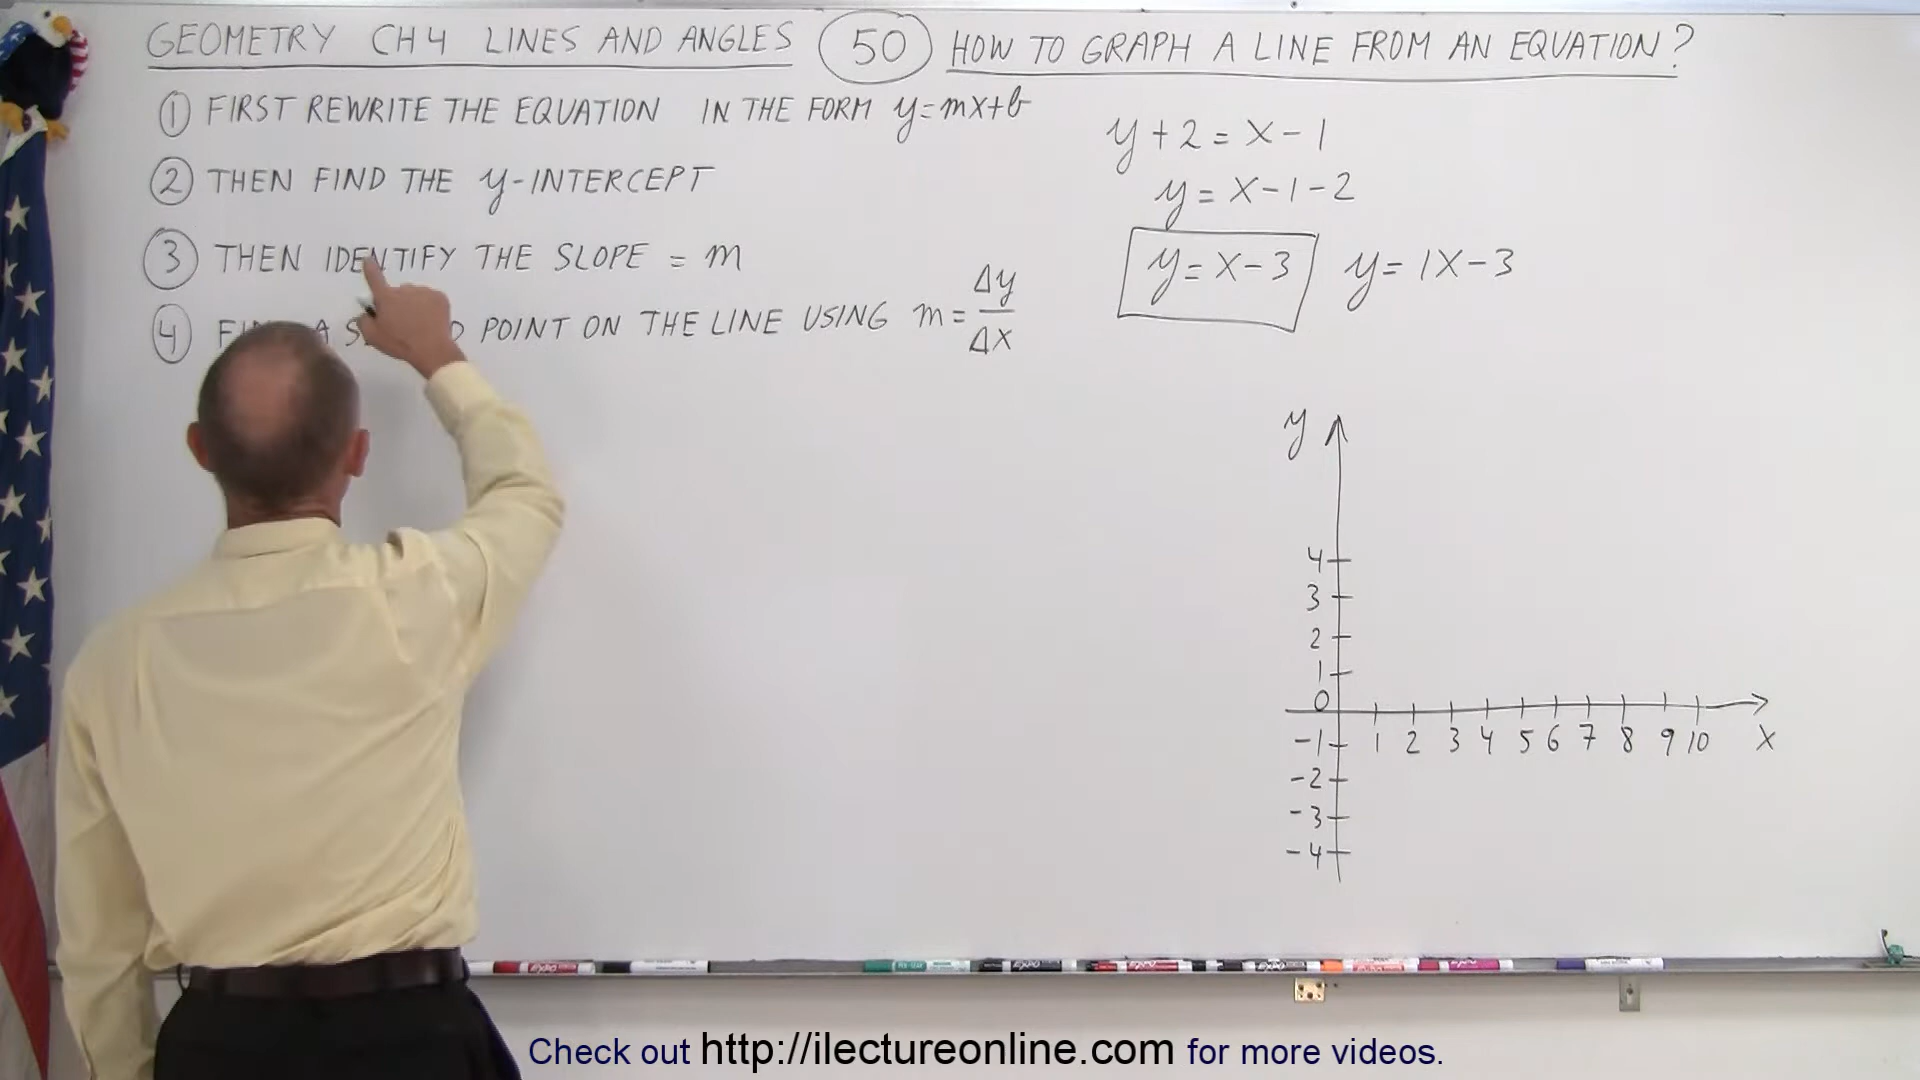 GEOMETRY CH 4 LINES AND ANGLES 50 HOW TO GRAPH A LINE FROM AN EQUATION?
1 FIRST REWRITE THE EQUATION IN THE FORM y=mx+b
2 THEN FIND THE y-INTERCEPT
3 THEN IDENTIFY THE SLOPE = m
4 POINT ON THE LINE USING m= Δy/Δx
y+2=x-1
y=x-1-2
y=x-3 y=1x-3
y
4
3
2
1
0
-1 1 2 3 4 5 6 7 8 9 10 x
-2
-3
-4
Check out http://ilectureonline.com for more videos.